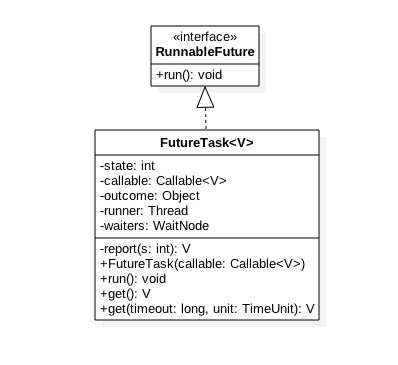 «interface»
RunnableFuture
+run(): void
FutureTask<V>
-state: int
-callable: Callable<V>
-outcome: Object
-runner: Thread
-waiters: WaitNode
-report(s: int): V
+FutureTask(callable: Callable<V>)
+run(): void
+get(): V
+get(timeout: long, unit: TimeUnit): V